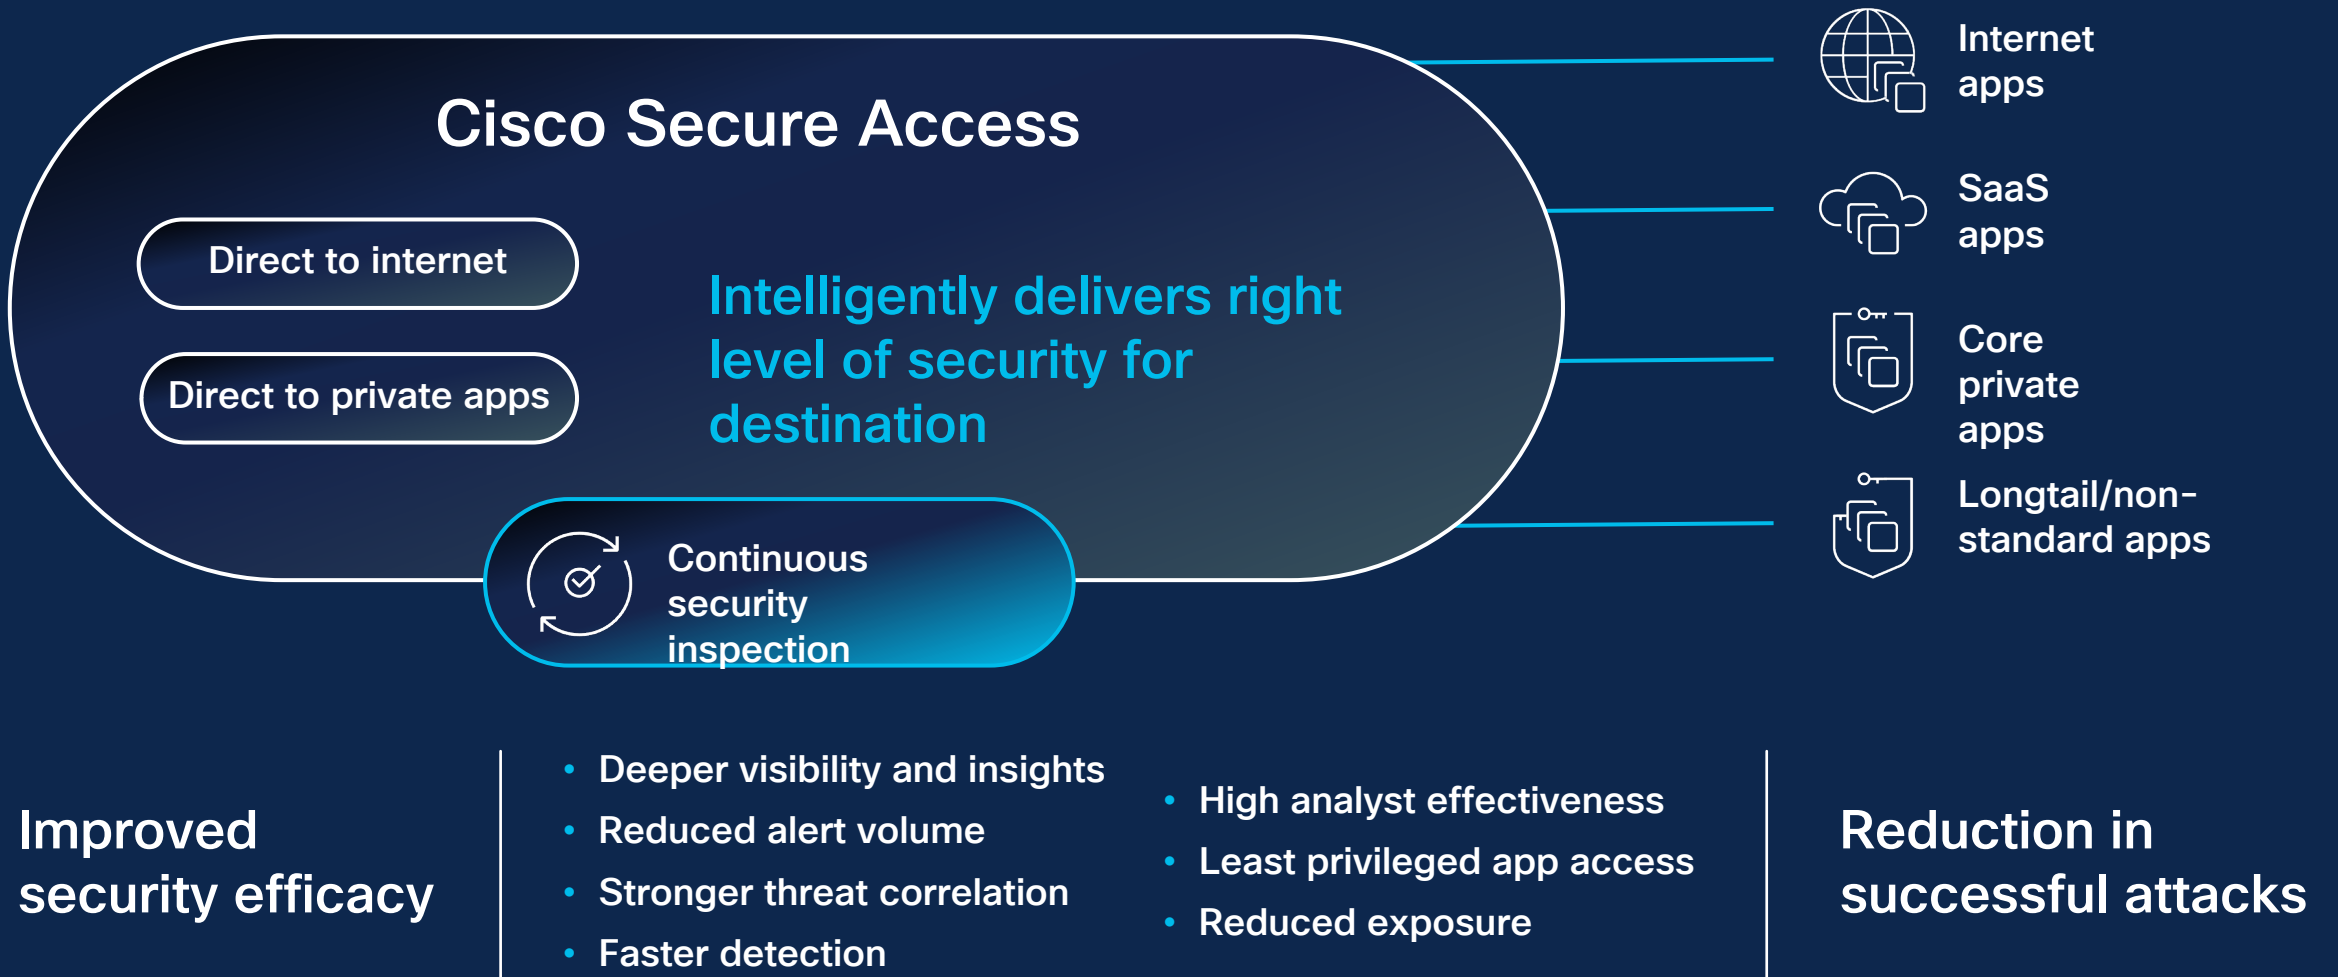 Cisco Secure Access
Direct to internet
Direct to private apps
Intelligently delivers right
level of security for
destination
Continuous
security
inspection
Internet
apps
SaaS
apps
Core
private
apps
Longtail/non-
standard apps
Improved
security efficacy
• Deeper visibility and insights
• Reduced alert volume
• Stronger threat correlation
• Faster detection
• High analyst effectiveness
• Least privileged app access
• Reduced exposure
Reduction in
successful attacks